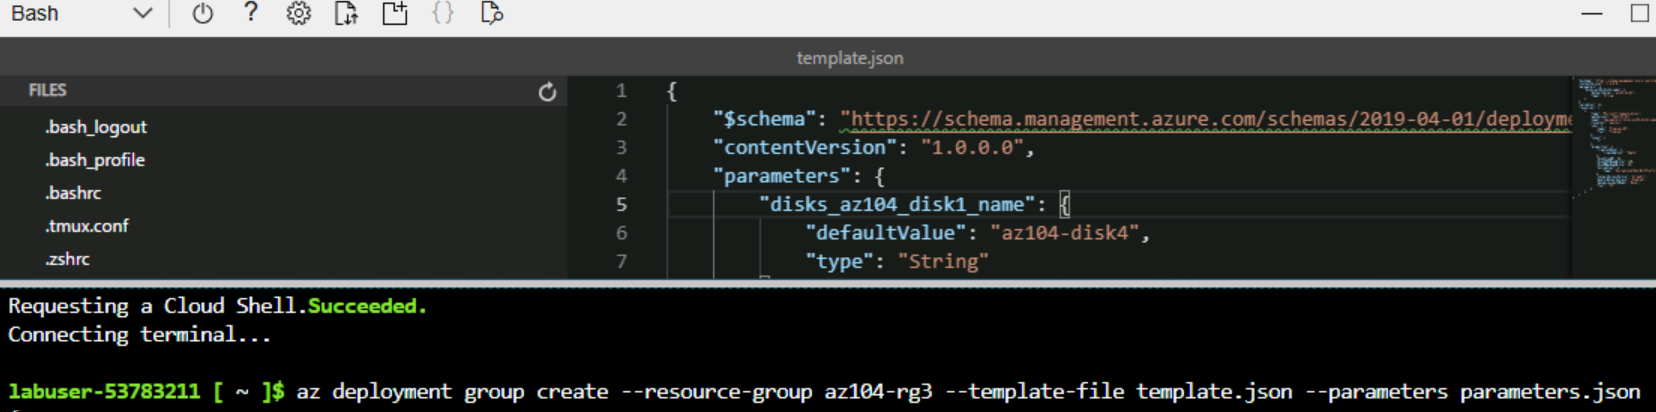 Bash
template.json
FILES
.bash_logout
.bash_profile
.bashrc
.tmux.conf
.zshrc
1 {
2 "$schema": "https://schema.management.azure.com/schemas/2019-04-01/deployme
3 "contentVersion": "1.0.0.0",
4 "parameters": {
5 "disks_az104_disk1_name": {
6 "defaultValue": "az104-disk4",
7 "type": "String"
Requesting a Cloud Shell.Succeeded.
Connecting terminal...
labuser-53783211 [ ~ ]$ az deployment group create --resource-group az104-rg3 --template-file template.json --parameters parameters.json